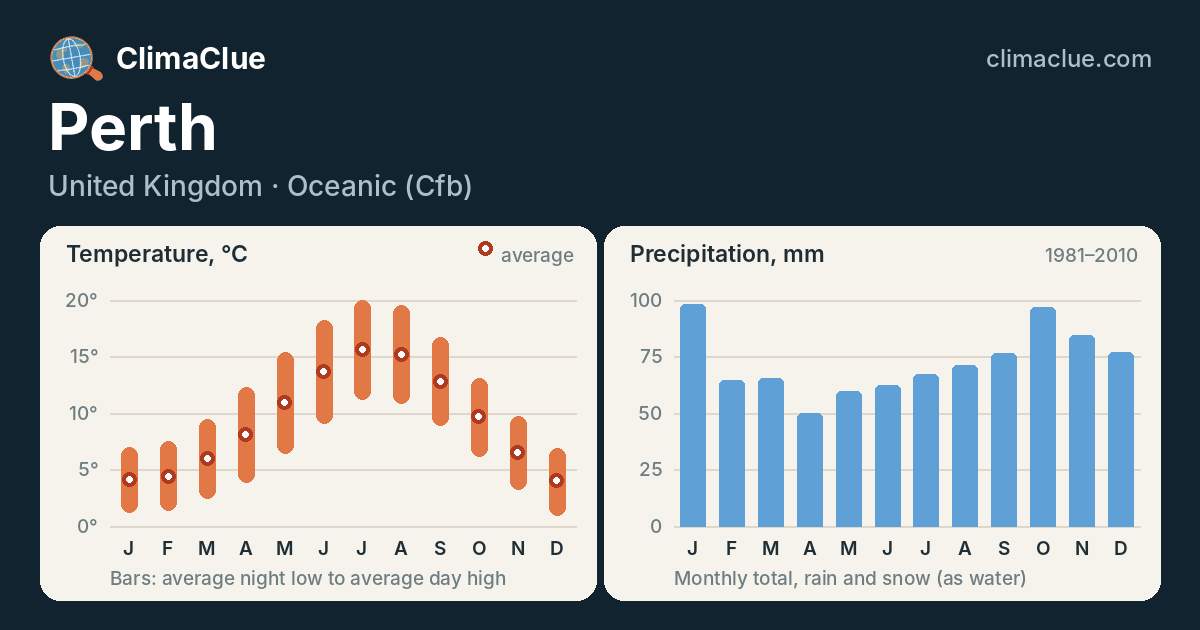 ClimaClue
climaclue.com
Perth
United Kingdom · Oceanic (Cfb)
Temperature, °C
average
20°
15°
10°
5°
0°
J F M A M J J A S O N D
Bars: average night low to average day high
Precipitation, mm
1981–2010
100
75
50
25
0
J F M A M J J A S O N D
Monthly total, rain and snow (as water)